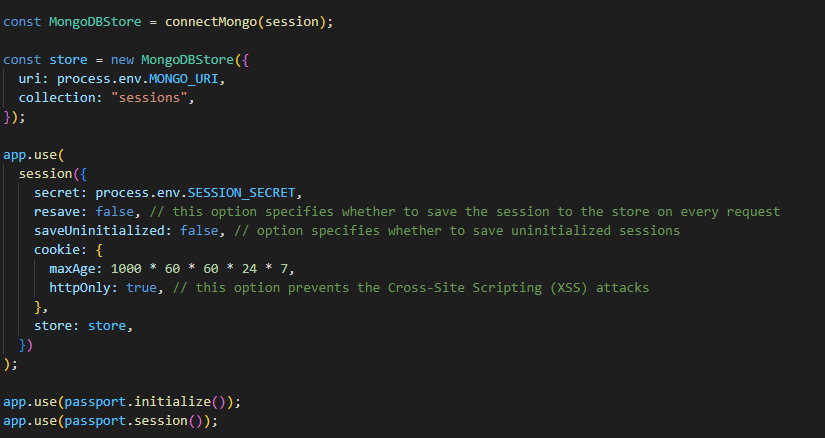 const MongoDBStore = connectMongo(session);
const store = new MongoDBStore({
uri: process.env.MONGO_URI,
collection: "sessions",
});
app.use(
session({
secret: process.env.SESSION_SECRET,
resave: false, // this option specifies whether to save the session to the store on every request
saveUninitialized: false, // option specifies whether to save uninitialized sessions
cookie: {
maxAge: 1000 * 60 * 60 * 24 * 7,
httpOnly: true, // this option prevents the Cross-Site Scripting (XSS) attacks
},
store: store,
})
);
app.use(passport.initialize());
app.use(passport.session());